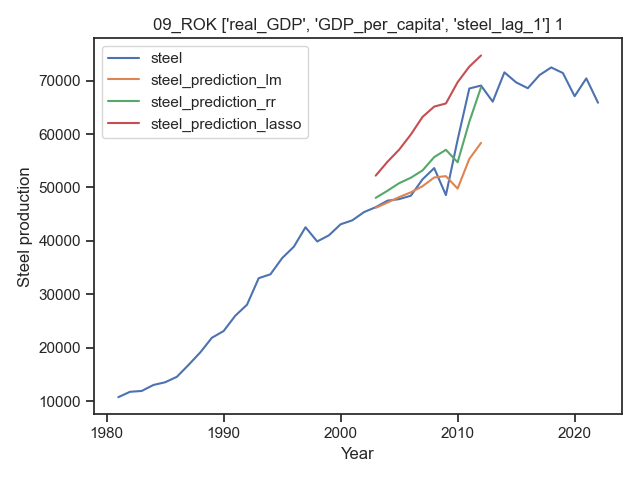 09_ROK ['real_GDP', 'GDP_per_capita', 'steel_lag_1'] 1
steel
steel_prediction_lm
steel_prediction_rr
steel_prediction_lasso
70000
60000
50000
40000
30000
20000
10000
Steel production
1980
1990
2000
2010
2020
Year